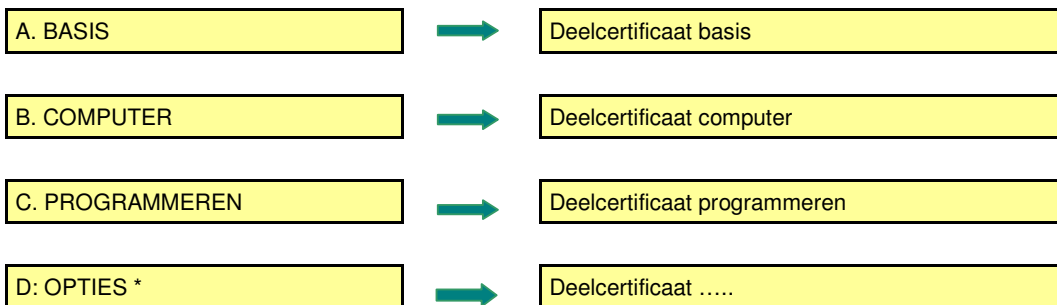 A. BASIS
Deelcertificaat basis
B. COMPUTER
Deelcertificaat computer
C. PROGRAMMEREN
Deelcertificaat programmeren
D: OPTIES *
Deelcertificaat …..